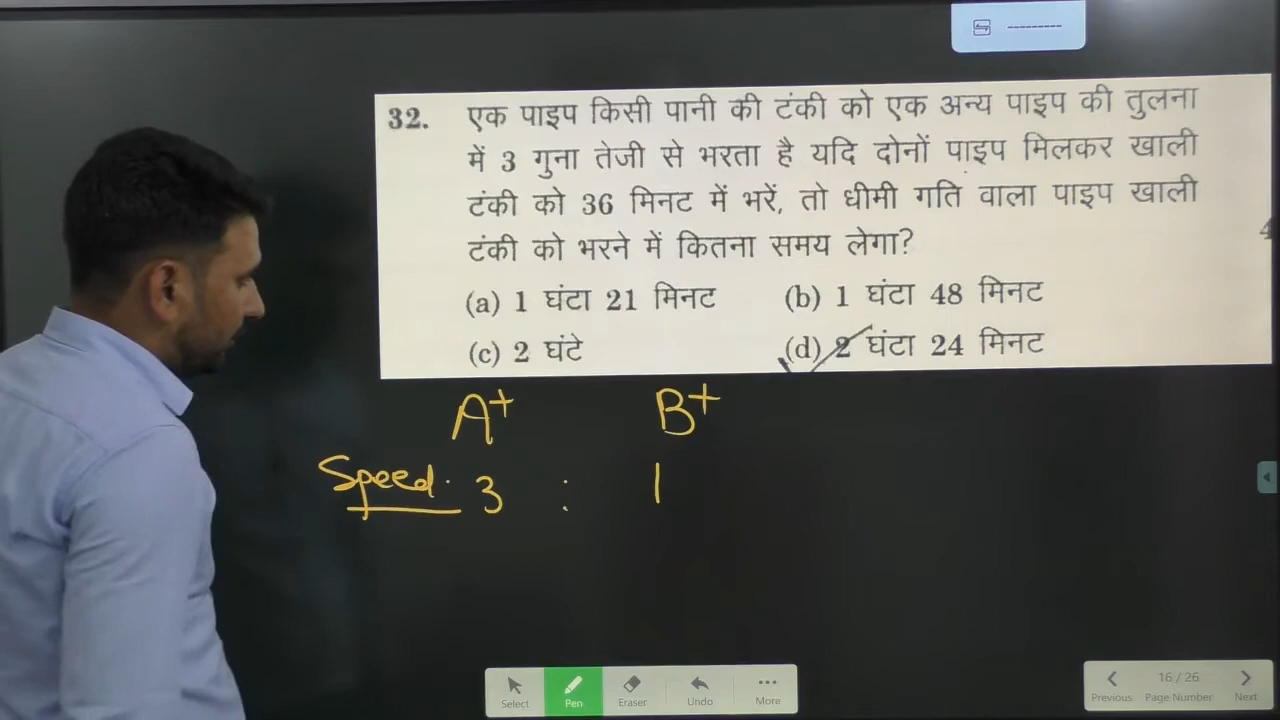 32. एक पाइप किसी पानी की टंकी को एक अन्य पाइप की तुलना
में 3 गुना तेजी से भरता है यदि दोनों पाइप मिलकर खाली
टंकी को 36 मिनट में भरें, तो धीमी गति वाला पाइप खाली
टंकी को भरने में कितना समय लेगा?
(a) 1 घंटा 21 मिनट (b) 1 घंटा 48 मिनट
(c) 2 घंटे (d) 2 घंटा 24 मिनट
A+ B+
Speed. 3 : 1
Select Pen Eraser Undo More
16 / 26
Previous Page Number Next